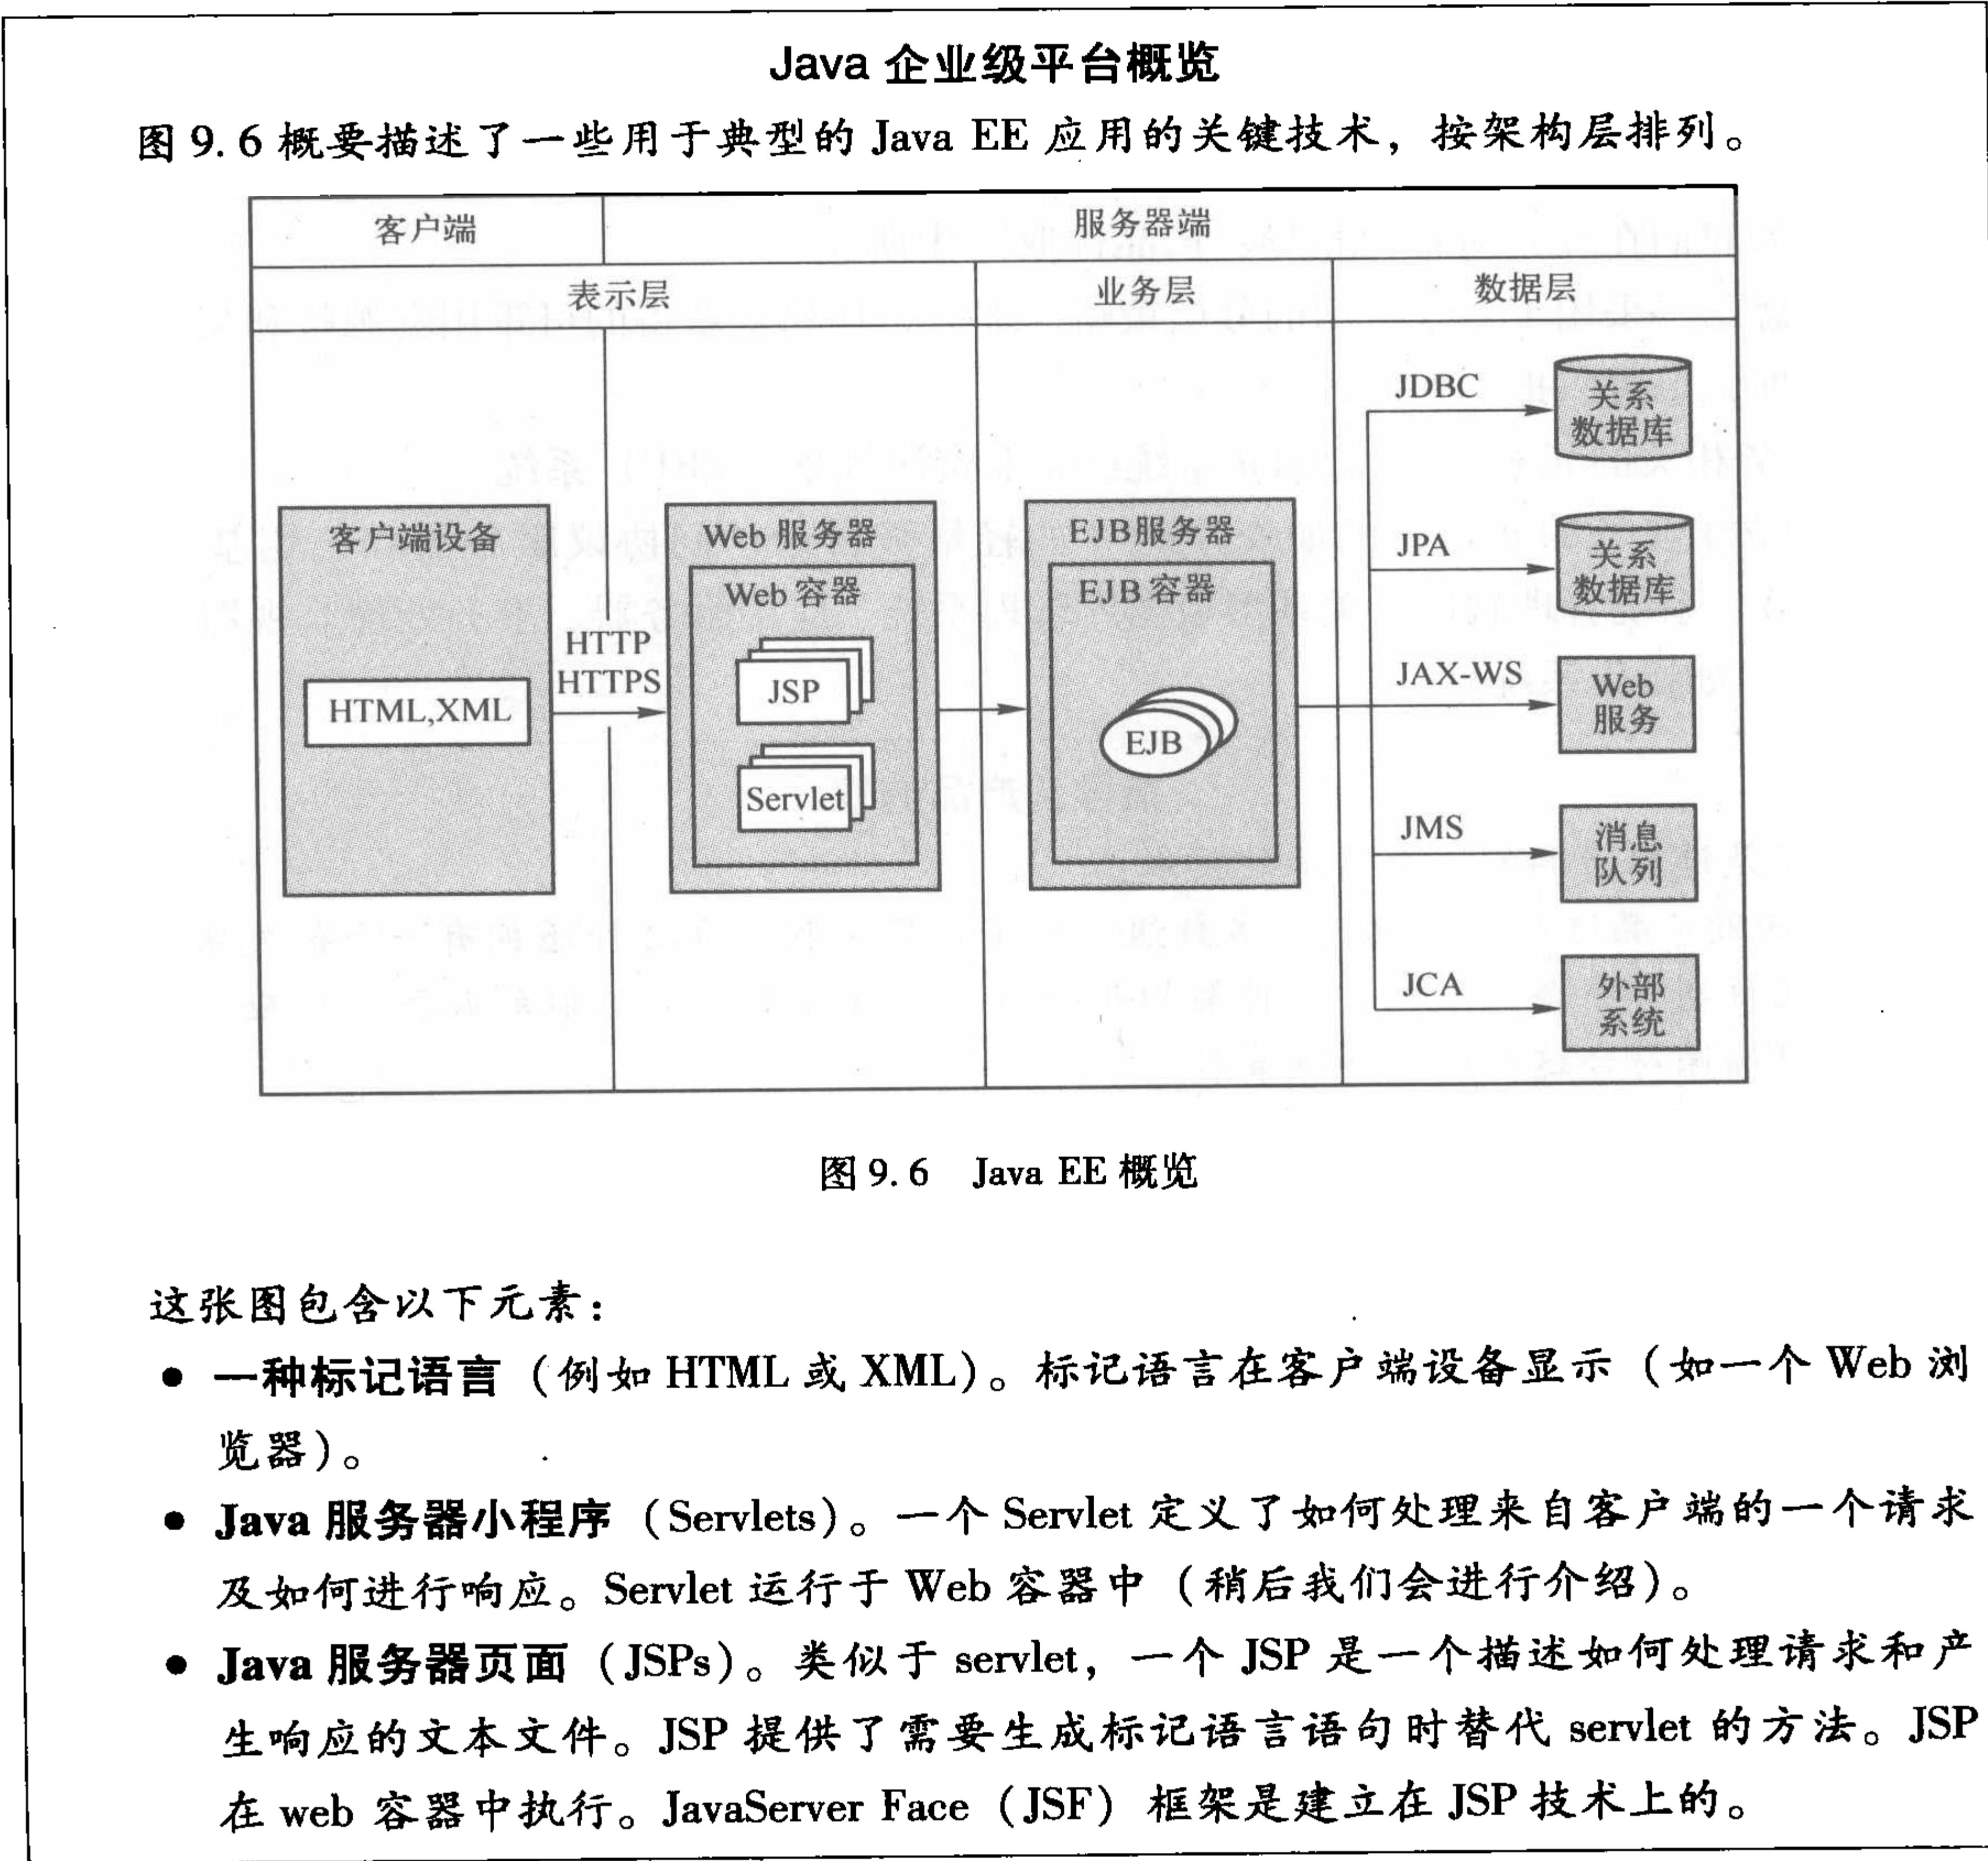 Java 企业级平台概览
图 9.6 概要描述了一些用于典型的 Java EE 应用的关键技术，按架构层排列。
客户端
服务器端
表示层
业务层
数据层
客户端设备
HTML,XML
HTTP
HTTPS
Web 服务器
Web 容器
JSP
Servlet
EJB服务器
EJB 容器
EJB
JDBC
关系
数据库
JPA
关系
数据库
JAX-WS
Web
服务
JMS
消息
队列
JCA
外部
系统
图 9.6 Java EE 概览
这张图包含以下元素：
● 一种标记语言（例如 HTML 或 XML）。标记语言在客户端设备显示（如一个 Web 浏
览器）。
● Java 服务器小程序（Servlets）。一个 Servlet 定义了如何处理来自客户端的一个请求
及如何进行响应。Servlet 运行于 Web 容器中（稍后我们会进行介绍）。
● Java 服务器页面（JSPs）。类似于 servlet，一个 JSP 是一个描述如何处理请求和产
生响应的文本文件。JSP 提供了需要生成标记语言语句时替代 servlet 的方法。JSP
在 web 容器中执行。JavaServer Face（JSF）框架是建立在 JSP 技术上的。